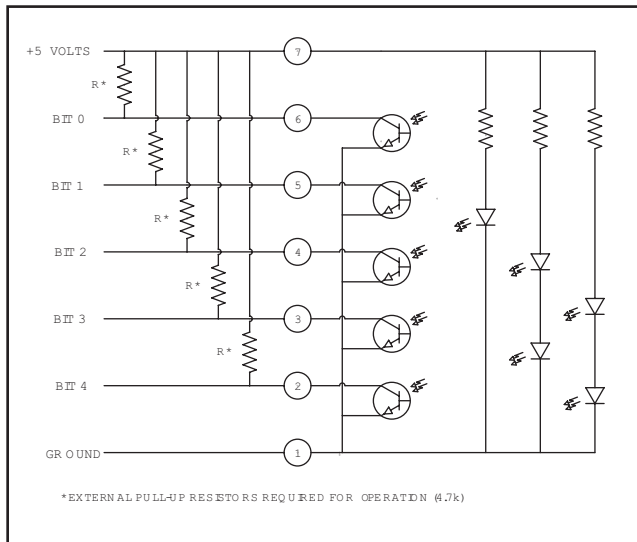 +5 VOLTS 7
R*
BIT 0 6
R*
BIT 1 5
R*
BIT 2 4
R*
BIT 3 3
R*
BIT 4 2
GROUND 1
*EXTERNAL PULL-UP RESISTORS REQUIRED FOR OPERATION (4.7k)